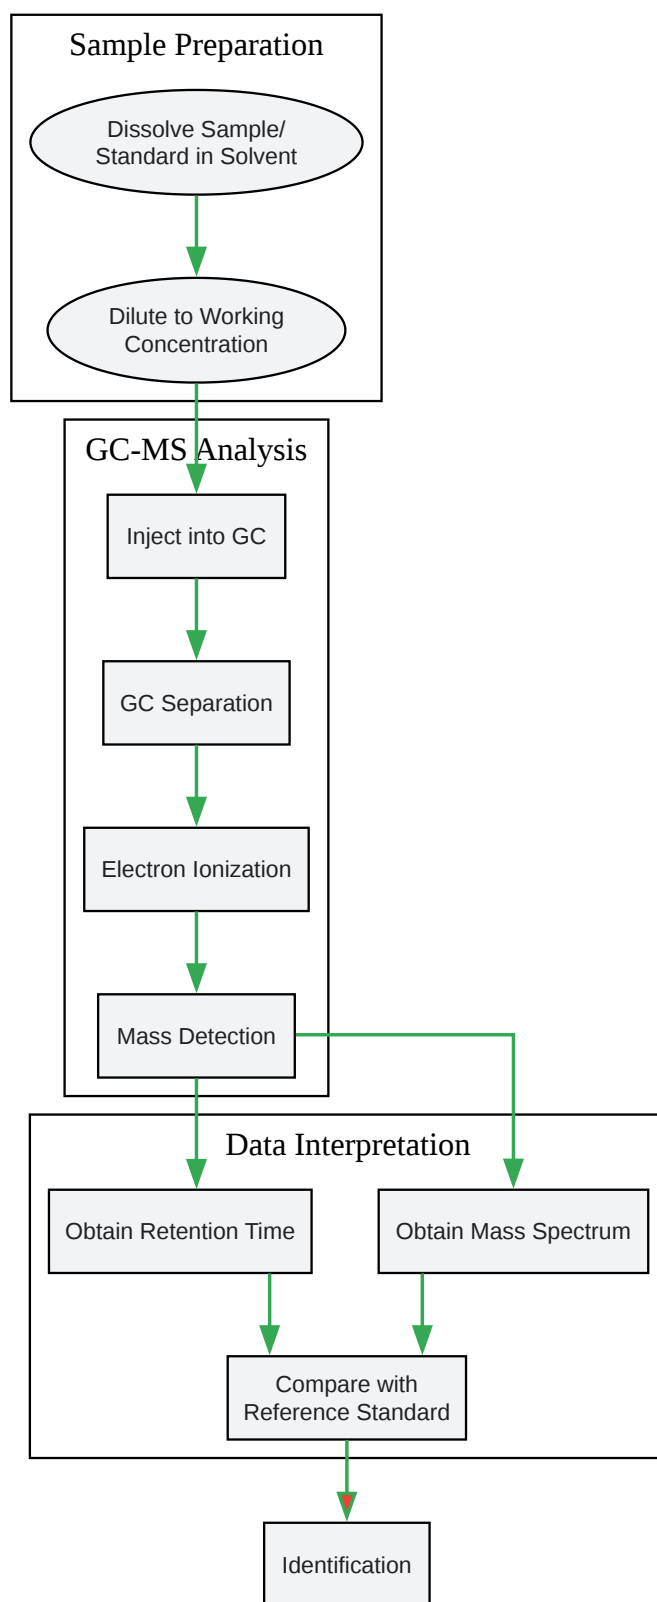 Sample Preparation
Dissolve Sample/
Standard in Solvent
Dilute to Working
Concentration
GC-MS Analysis
Inject into GC
GC Separation
Electron Ionization
Mass Detection
Data Interpretation
Obtain Retention Time
Obtain Mass Spectrum
Compare with
Reference Standard
Identification